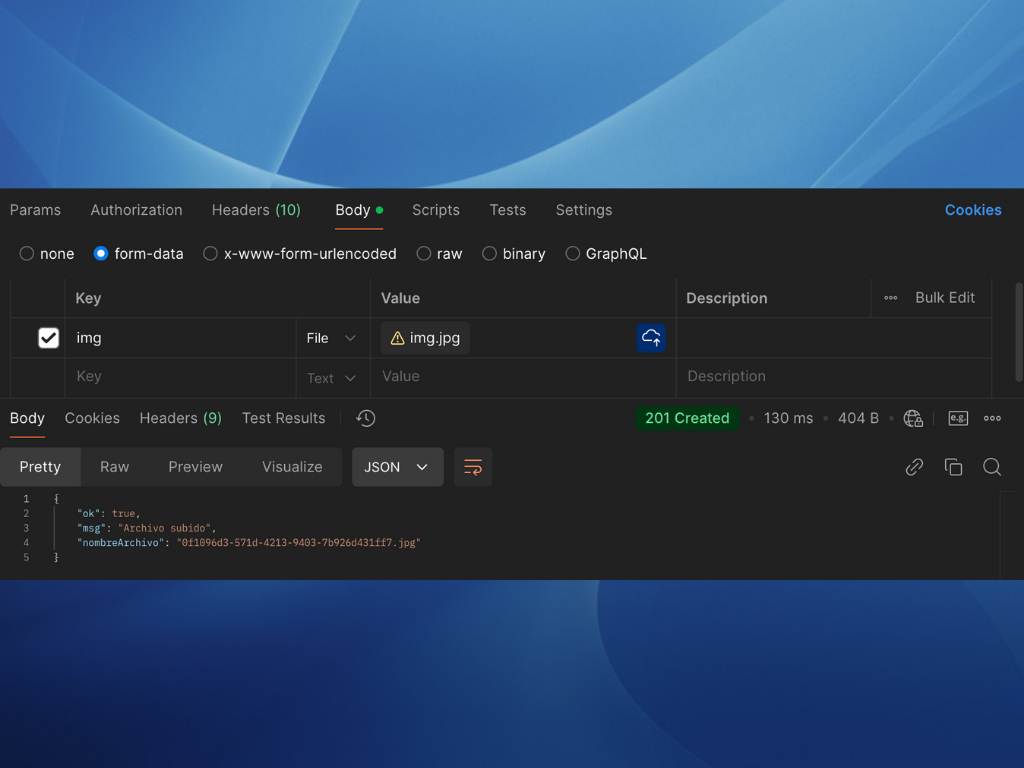 Params Authorization Headers (10) Body Scripts Tests Settings Cookies
none form-data x-www-form-urlencoded raw binary GraphQL
Key Value Description Bulk Edit
img File img.jpg
Key Text Value Description
Body Cookies Headers (9) Test Results 201 Created 130 ms 404 B e.g.
Pretty Raw Preview Visualize JSON
1 {
2 "ok": true,
3 "msg": "Archivo subido",
4 "nombreArchivo": "0f1096d3-571d-4213-9403-7b926d431ff7.jpg"
5 }